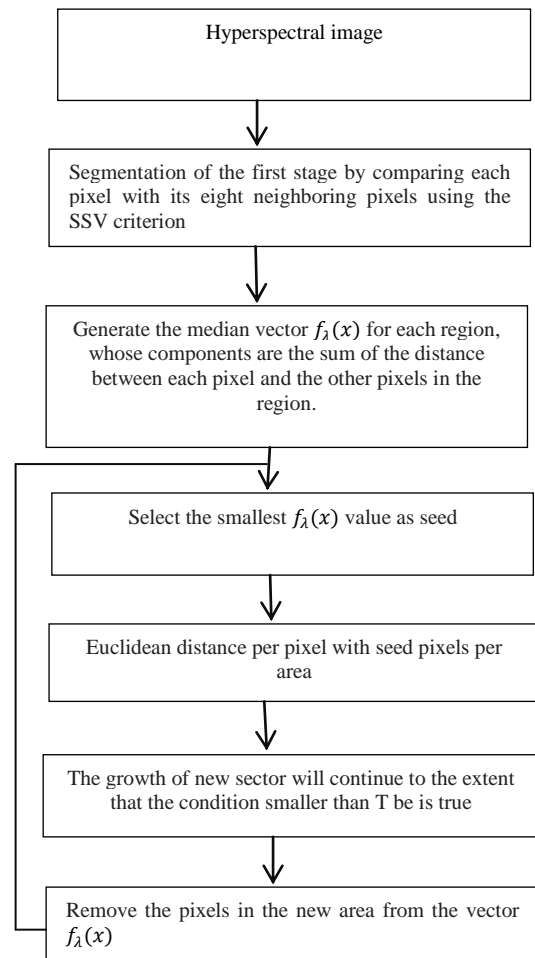 Hyperspectral image
Segmentation of the first stage by comparing each
pixel with its eight neighboring pixels using the
SSV criterion
Generate the median vector f_λ(x) for each region,
whose components are the sum of the distance
between each pixel and the other pixels in the
region.
Select the smallest f_λ(x) value as seed
Euclidean distance per pixel with seed pixels per
area
The growth of new sector will continue to the extent
that the condition smaller than T be is true
Remove the pixels in the new area from the vector
f_λ(x)